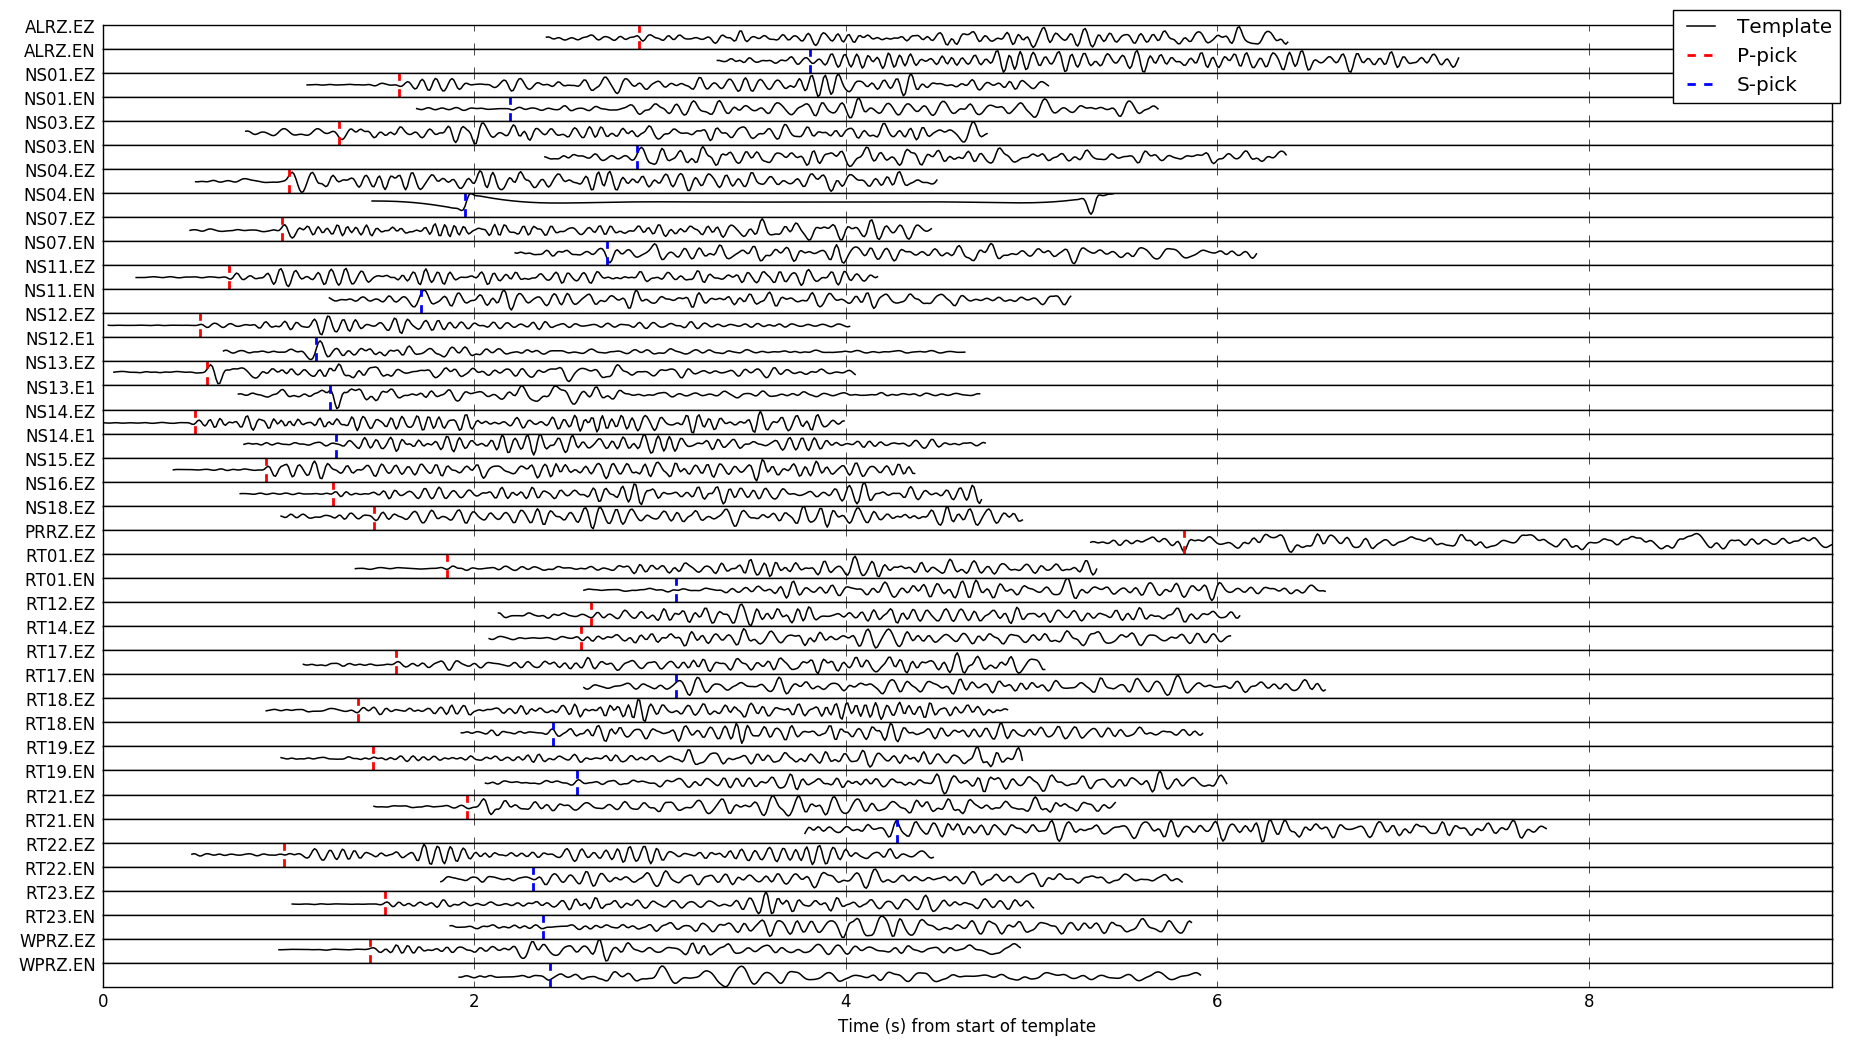 ALRZ.EZ
ALRZ.EN
NS01.EZ
NS01.EN
NS03.EZ
NS03.EN
NS04.EZ
NS04.EN
NS07.EZ
NS07.EN
NS11.EZ
NS11.EN
NS12.EZ
NS12.E1
NS13.EZ
NS13.E1
NS14.EZ
NS14.E1
NS15.EZ
NS16.EZ
NS18.EZ
PRRZ.EZ
RT01.EZ
RT01.EN
RT12.EZ
RT14.EZ
RT17.EZ
RT17.EN
RT18.EZ
RT18.EN
RT19.EZ
RT19.EN
RT21.EZ
RT21.EN
RT22.EZ
RT22.EN
RT23.EZ
RT23.EN
WPRZ.EZ
WPRZ.EN
Template
P-pick
S-pick
0 2 4 6 8
Time (s) from start of template